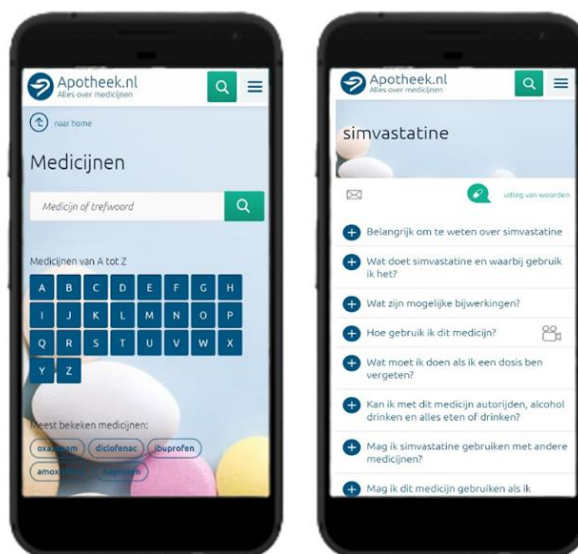 Apotheek.nl
Alles over medicijnen
naar home
Medicijnen
Medicijn of trefwoord
Medicijnen van A tot Z
A B C D E F G H
I J K L M N O P
Q R S T U V W X
Y Z
Meest bekeken medicijnen:
diclofenac ibuprofen
Apotheek.nl
Alles over medicijnen
simvastatine
uitleg van woorden
Belangrijk om te weten over simvastatine
Wat doet simvastatine en waarbij gebruik
ik het?
Wat zijn mogelijke bijwerkingen?
Hoe gebruik ik dit medicijn?
Wat moet ik doen als ik een dosis ben
vergeten?
Kan ik met dit medicijn autorijden, alcohol
drinken en alles eten of drinken?
Mag ik simvastatine gebruiken met andere
medicijnen?
Mag ik dit medicijn gebruiken als ik